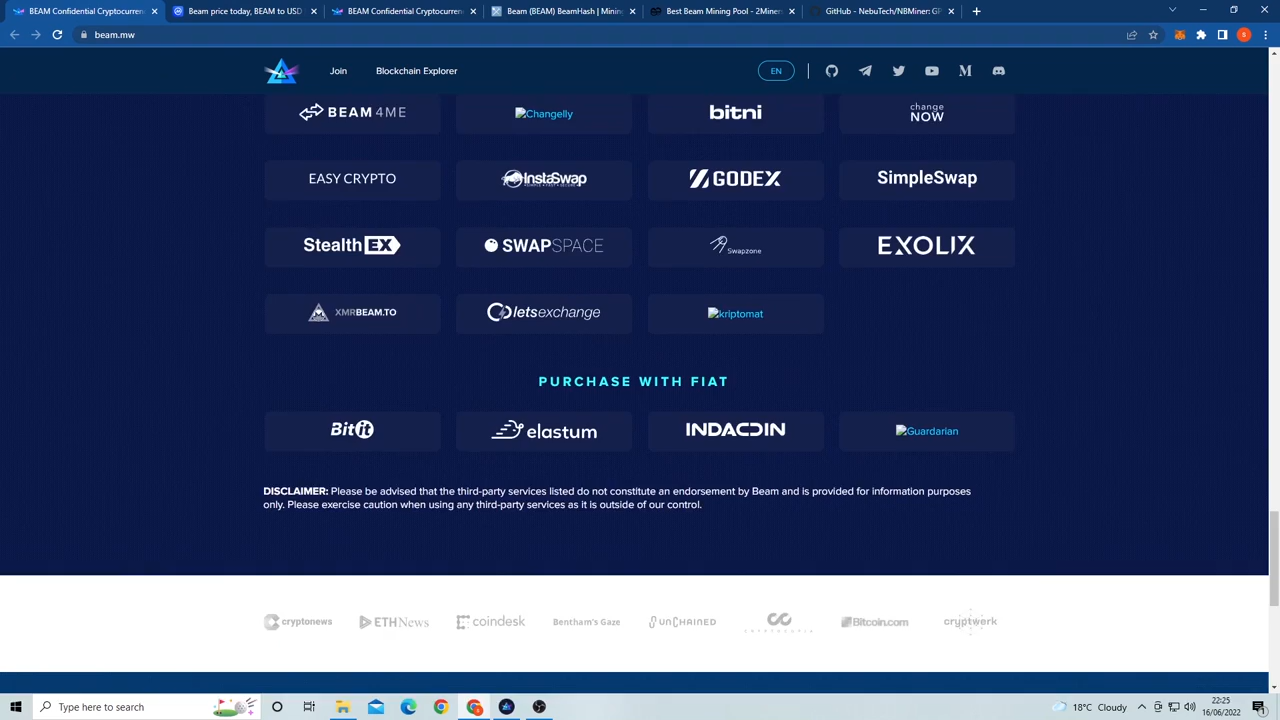 BEAM Confidential Cryptocurrenc
Beam price today, BEAM to USD
BEAM Confidential Cryptocurrenc
Beam (BEAM) BeamHash | Mining
Best Beam Mining Pool - 2Miners
GitHub - NebuTech/NBMiner: GP
beam.mw
Join
Blockchain Explorer
EN
BEAM4ME
Changelly
bitni
change NOW
EASY CRYPTO
InstaSwap
GODEX
SimpleSwap
StealthEX
SWAPSPACE
Swapzone
EXOLIX
XMRBEAM.TO
letsexchange
kriptomat
PURCHASE WITH FIAT
Bitit
elastum
INDACOIN
Guardarian
DISCLAIMER: Please be advised that the third-party services listed do not constitute an endorsement by Beam and is provided for information purposes
only. Please exercise caution when using any third-party services as it is outside of our control.
cryptonews
ETHNews
coindesk
Bentham's Gaze
UNCHAINED
Bitcoin.com
cryptwerk
Type here to search
18°C Cloudy
22:25
16/06/2022